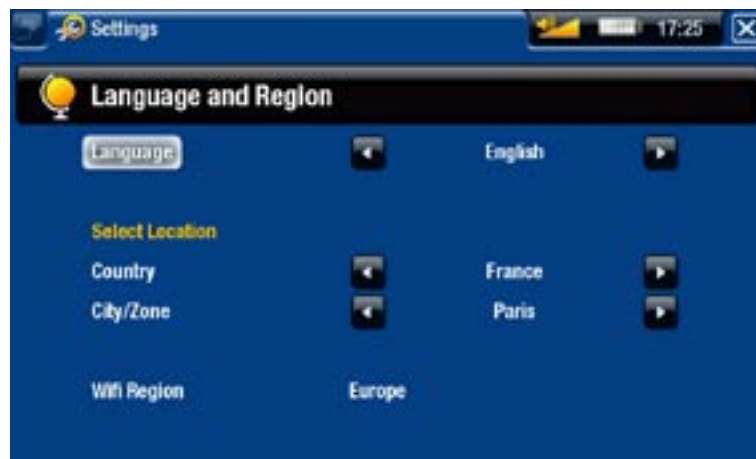 Settings
17:25
Language and Region
Language English
Select Location
Country France
City/Zone Paris
Wifi Region Europe